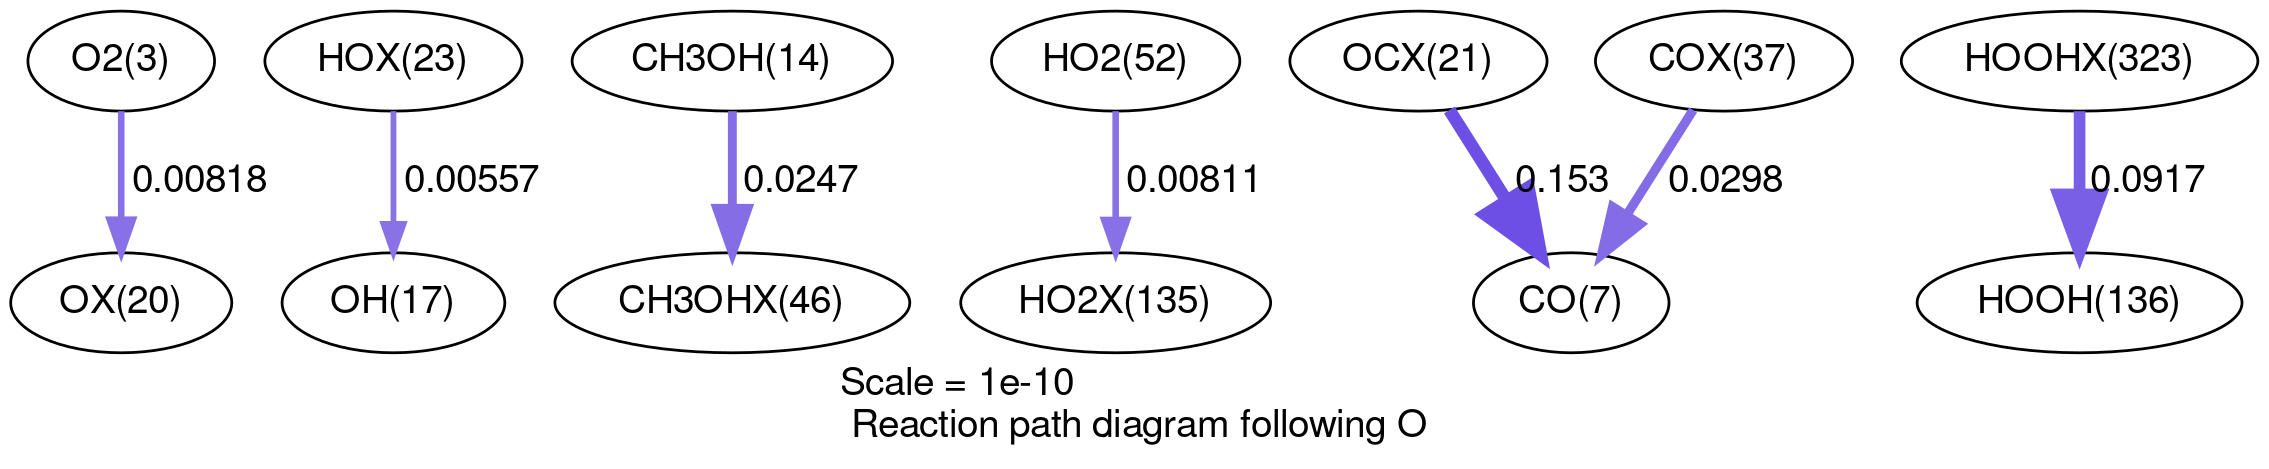 O2(3)
HOX(23)
CH3OH(14)
HO2(52)
OCX(21)
COX(37)
HOOHX(323)
0.00818
0.00557
0.0247
0.00811
0.153
0.0298
0.0917
OX(20)
OH(17)
CH3OHX(46)
HO2X(135)
CO(7)
HOOH(136)
Scale = 1e-10
Reaction path diagram following O